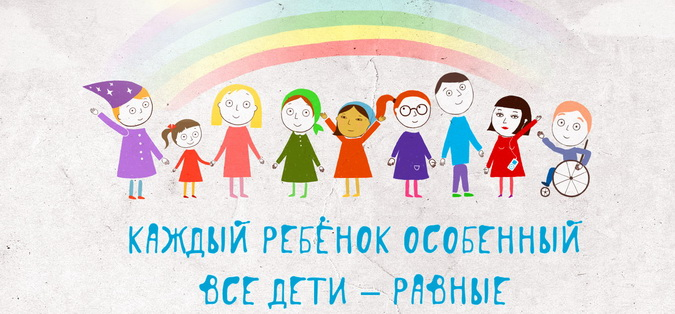 КАЖДЫЙ РЕБЁНОК ОСОБЕННЫЙ
ВСЕ ДЕТИ – РАВНЫЕ